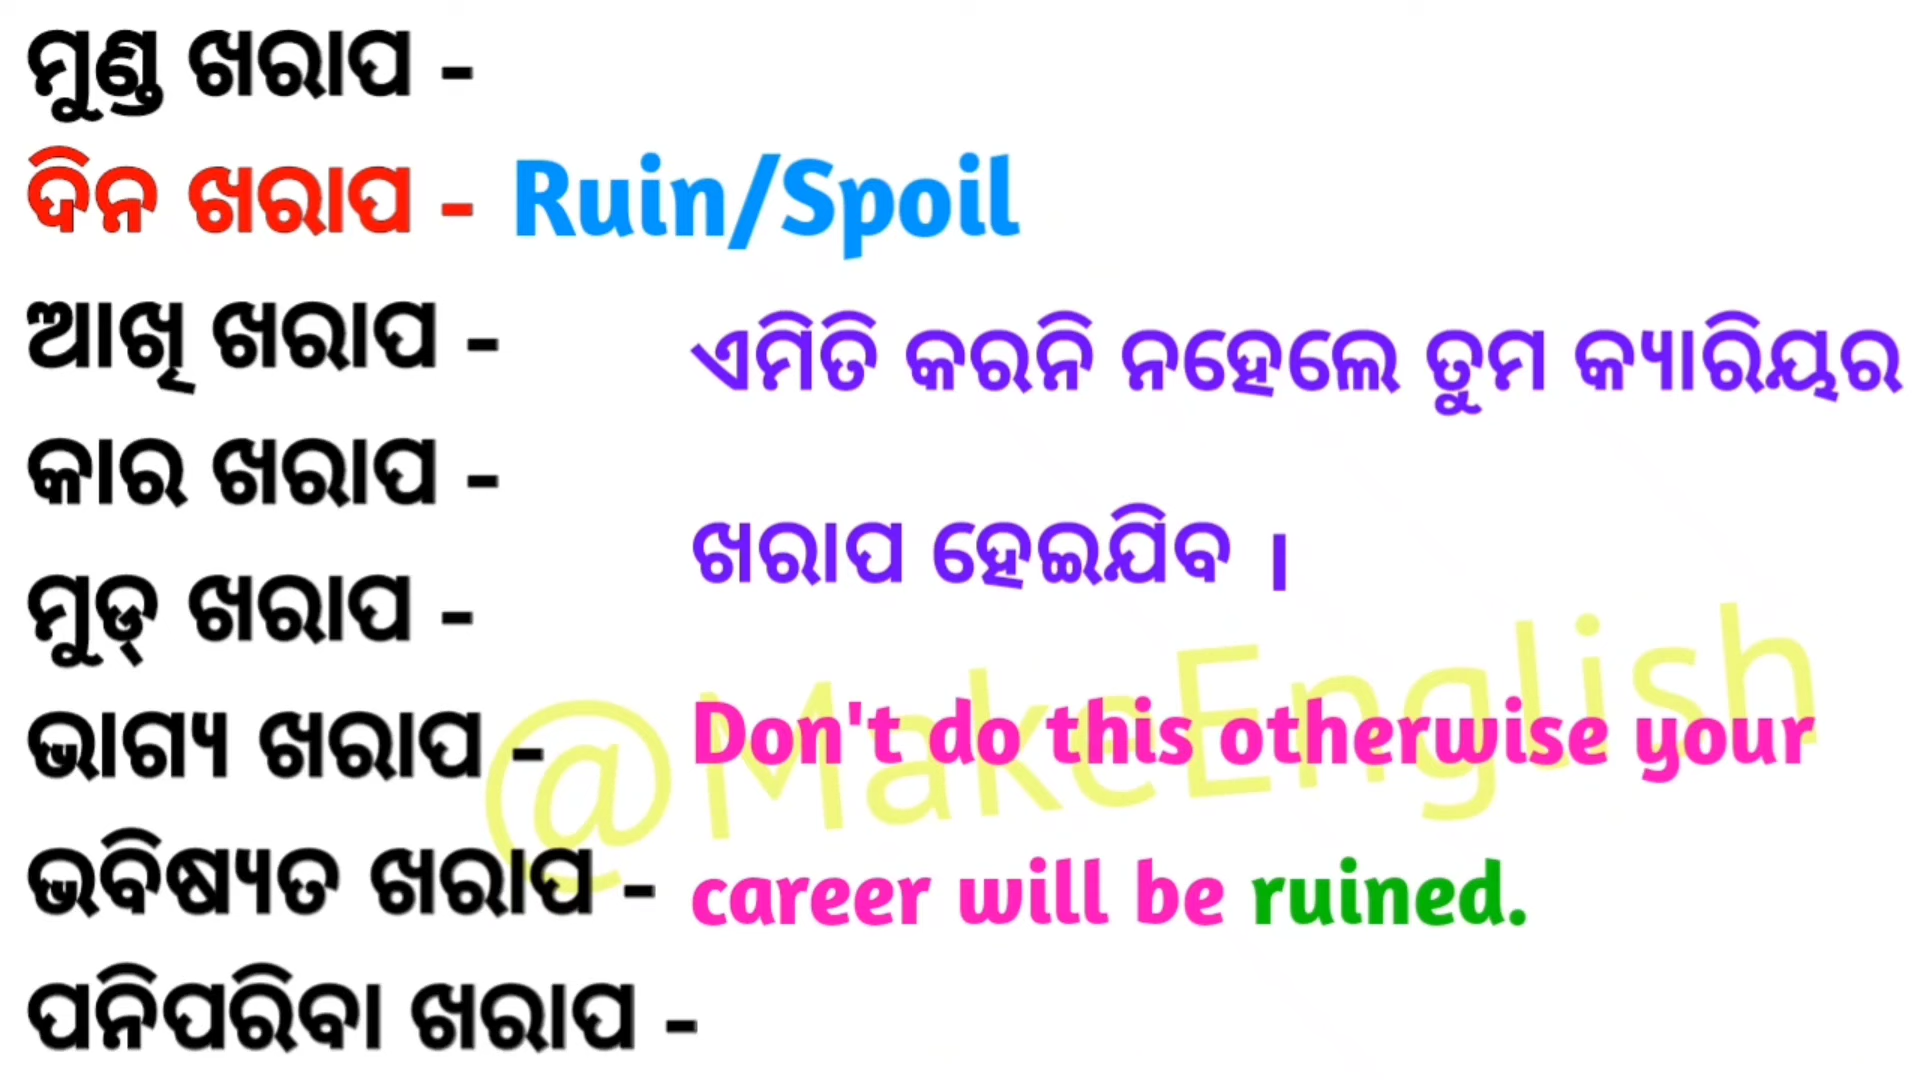 ମୁଣ୍ଡ ଖରାପ -
ଦିନ ଖରାପ - Ruin/Spoil
ଆଖି ଖରାପ -
କାର ଖରାପ -
ମୁଡ୍ ଖରାପ -
ଭାଗ୍ୟ ଖରାପ -
ଭବିଷ୍ୟତ ଖରାପ -
ପନିପରିବା ଖରାପ -
ଏମିତି କରନି ନହେଲେ ତୁମ କ୍ୟାରିୟର
ଖରାପ ହେଇଯିବ ।
Don't do this otherwise your
career will be ruined.
@MakeEnglish